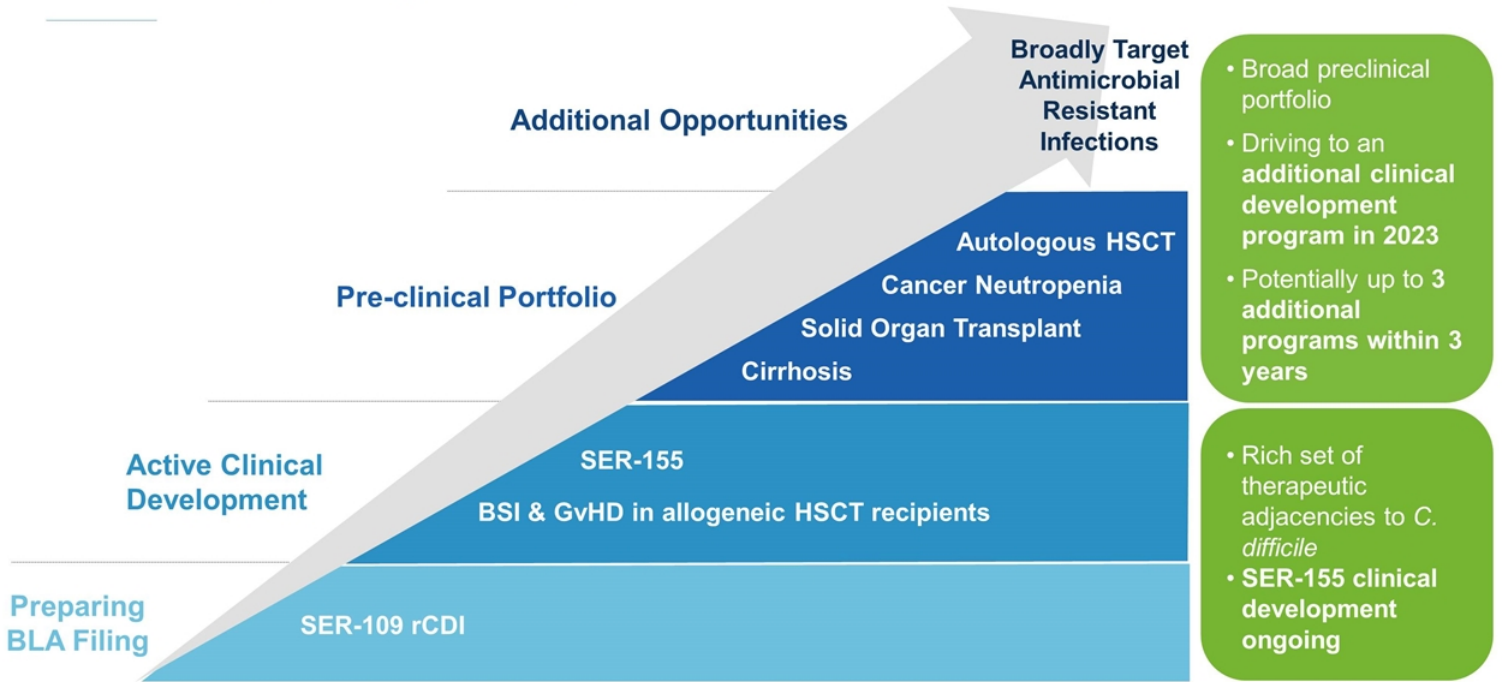 Additional Opportunities
Broadly Target
Antimicrobial
Resistant
Infections
Pre-clinical Portfolio
Autologous HSCT
Cancer Neutropenia
Solid Organ Transplant
Cirrhosis
Active Clinical
Development
SER-155
BSI & GvHD in allogeneic HSCT recipients
Preparing
BLA Filing
SER-109 rCDI
• Broad preclinical
portfolio
• Driving to an
additional clinical
development
program in 2023
• Potentially up to 3
additional
programs within 3
years
• Rich set of
therapeutic
adjacencies to C.
difficile
• SER-155 clinical
development
ongoing